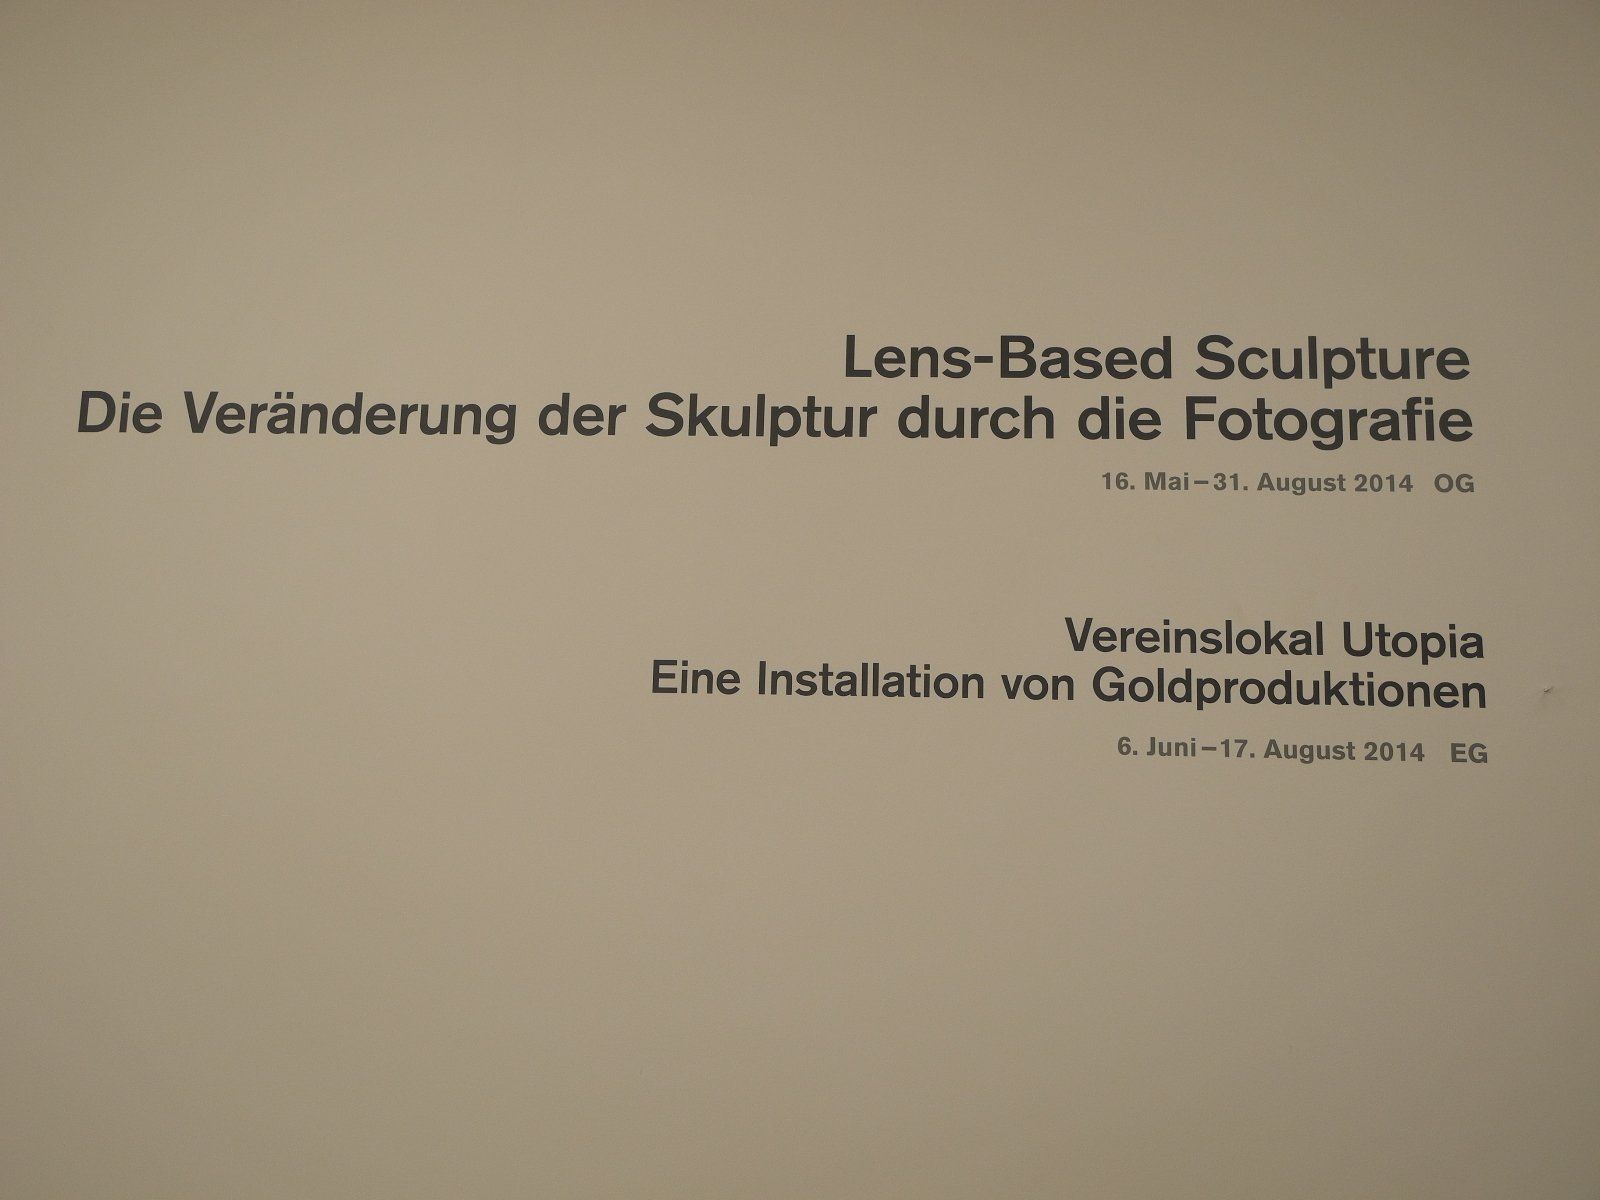 Lens-Based Sculpture
Die Veränderung der Skulptur durch die Fotografie
16. Mai – 31. August 2014 OG
Vereinslokal Utopia
Eine Installation von Goldproduktionen
6. Juni – 17. August 2014 EG